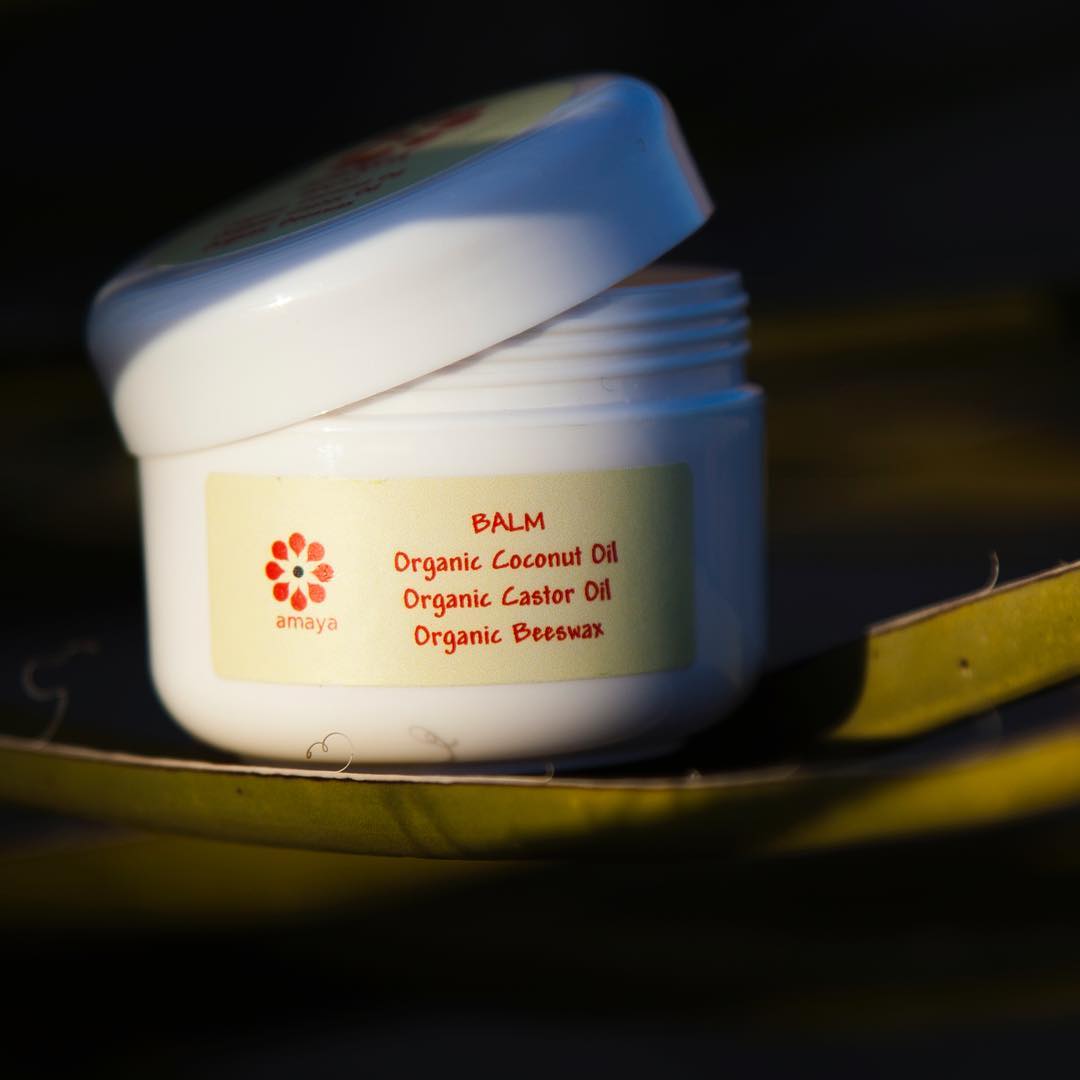 BALM
Organic Coconut Oil
Organic Castor Oil
Organic Beeswax
amaya